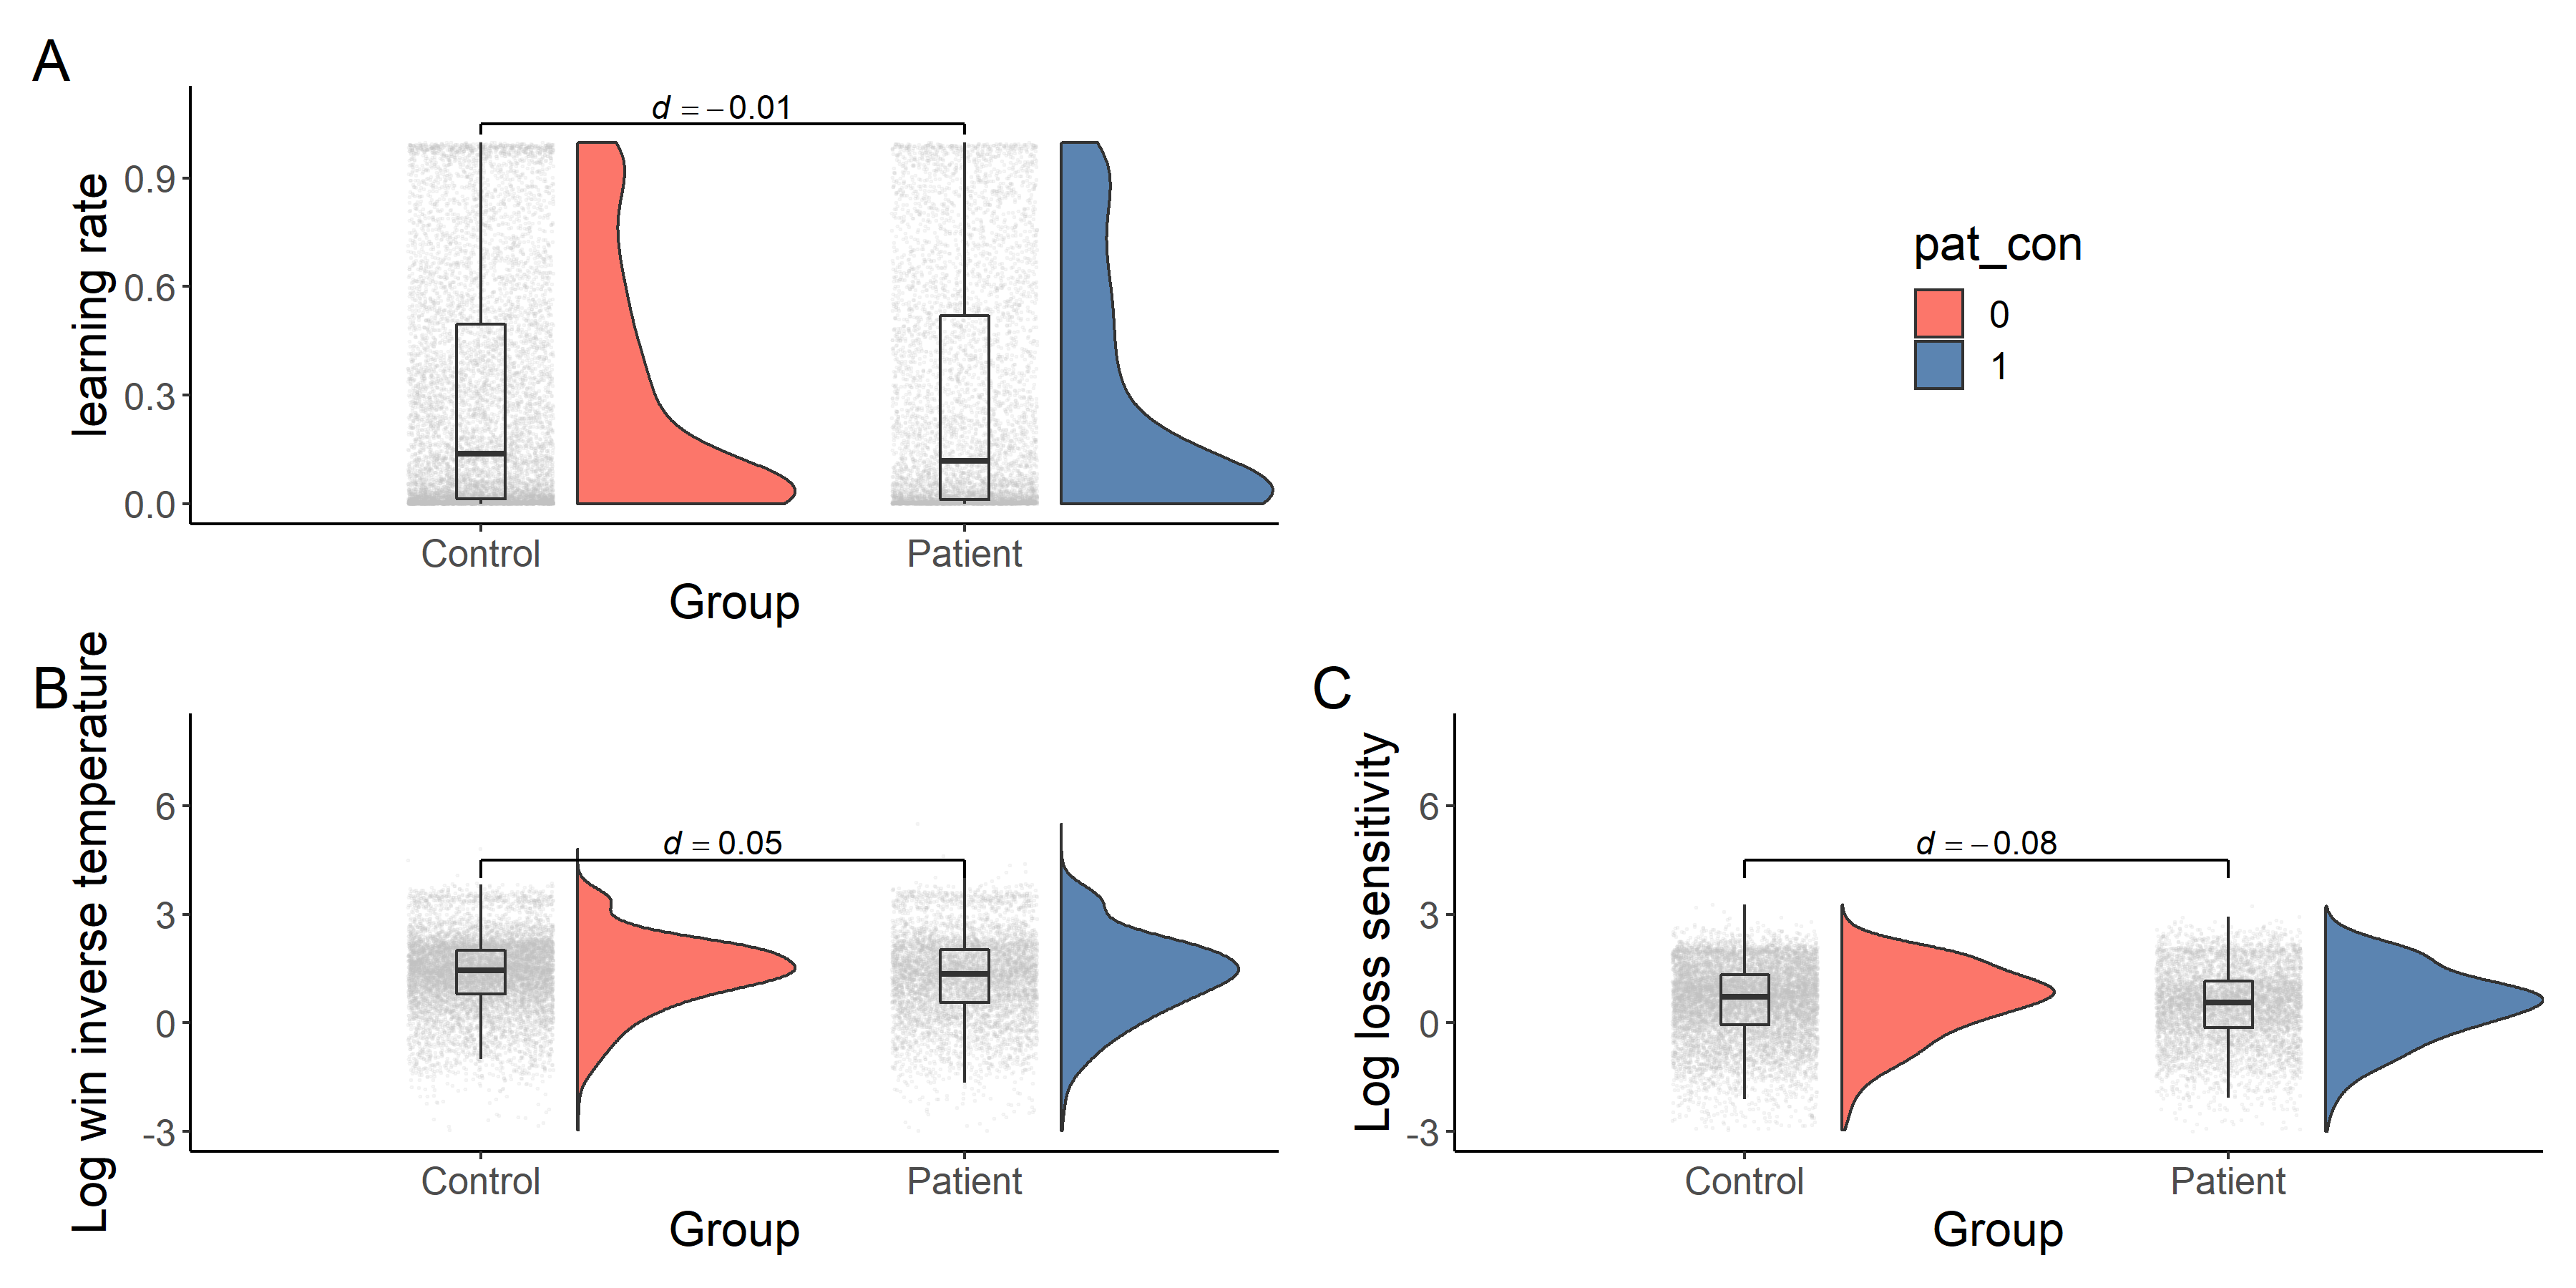 A
d = −0.01
learning rate
0.9
0.6
0.3
0.0
Control
Patient
Group
pat_con
0
1
B
d = 0.05
Log win inverse temperature
6
3
0
-3
Control
Patient
Group
C
d = −0.08
Log loss sensitivity
6
3
0
-3
Control
Patient
Group